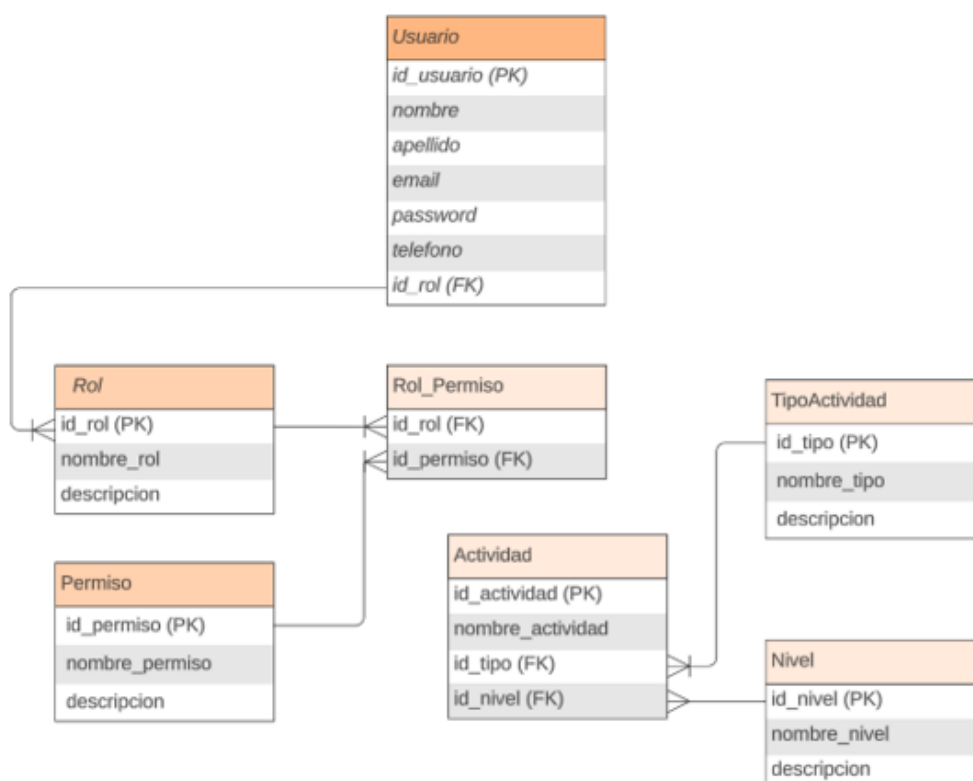 Usuario
id_usuario (PK)
nombre
apellido
email
password
telefono
id_rol (FK)
Rol
id_rol (PK)
nombre_rol
descripcion
Rol_Permiso
id_rol (FK)
id_permiso (FK)
TipoActividad
id_tipo (PK)
nombre_tipo
descripcion
Permiso
id_permiso (PK)
nombre_permiso
descripcion
Actividad
id_actividad (PK)
nombre_actividad
id_tipo (FK)
id_nivel (FK)
Nivel
id_nivel (PK)
nombre_nivel
descripcion